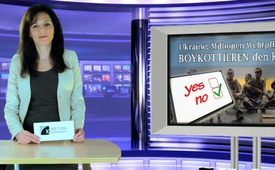 Ukraine: Millionen Wehrpfl
BOYKOTTIEREN den K
yes
no